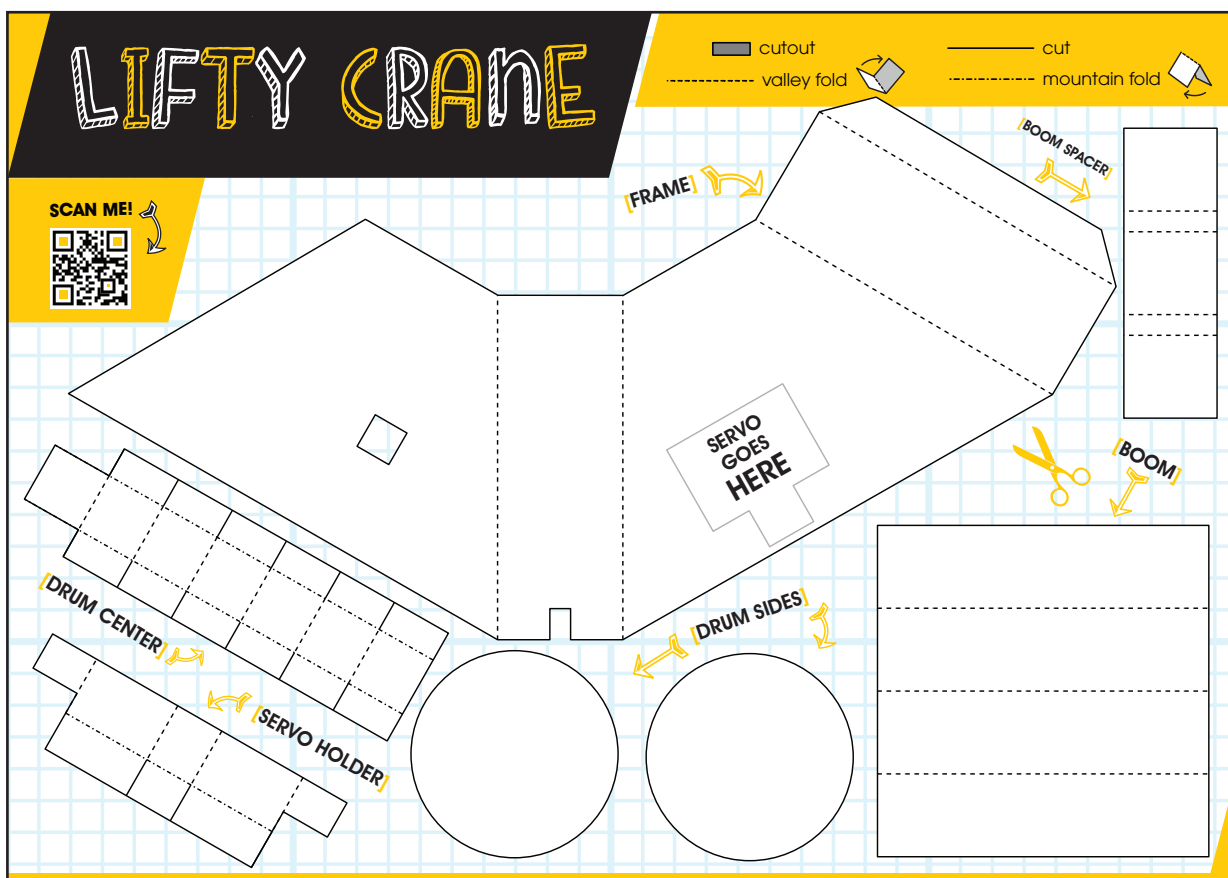 LIFTY CRANE
cutout
cut
valley fold
mountain fold
SCAN ME!
[FRAME]
[BOOM SPACER]
SERVO
GOES
HERE
[BOOM]
[DRUM CENTER]
[DRUM SIDES]
[SERVO HOLDER]